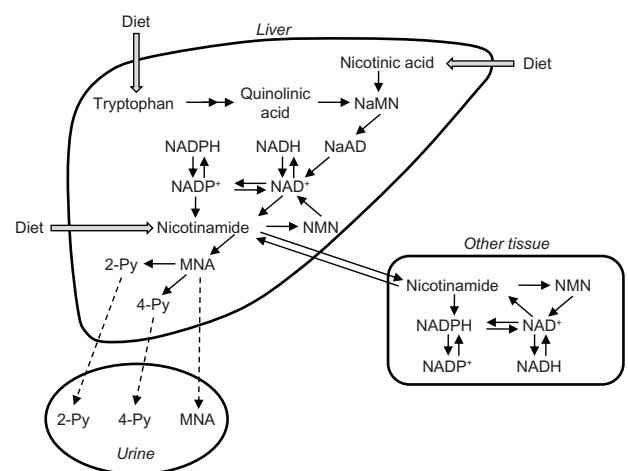 Diet
Liver
Nicotinic acid
Diet
Tryptophan
Quinolinic
acid
NaMN
NADPH
NADH
NaAD
NADP⁺
NAD⁺
Diet
Nicotinamide
NMN
2-Py
MNA
4-Py
Other tissue
Nicotinamide
NMN
NADPH
NAD⁺
NADP⁺
NADH
2-Py
4-Py
MNA
Urine